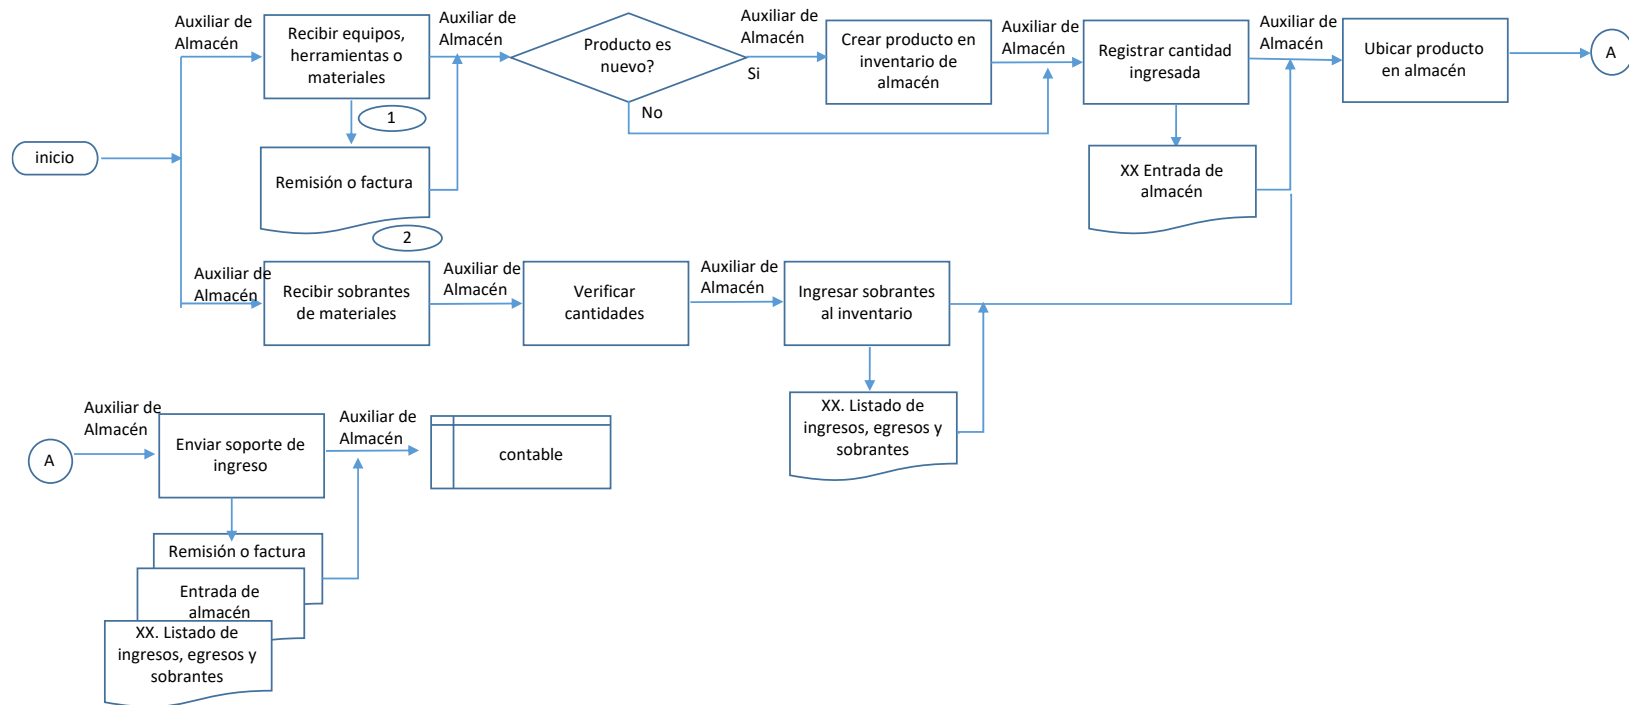 Auxiliar de
Almacén
Recibir equipos,
herramientas o
materiales
Auxiliar de
Almacén
Producto es
nuevo?
Auxiliar de
Almacén
Si
No
Crear producto en
inventario de
almacén
Auxiliar de
Almacén
Registrar cantidad
ingresada
Auxiliar de
Almacén
Ubicar producto
en almacén
A
1
inicio
Remisión o factura
XX Entrada de
almacén
2
Auxiliar de
Almacén
Recibir sobrantes
de materiales
Auxiliar de
Almacén
Verificar
cantidades
Auxiliar de
Almacén
Ingresar sobrantes
al inventario
XX. Listado de
ingresos, egresos y
sobrantes
A
Auxiliar de
Almacén
Enviar soporte de
ingreso
Auxiliar de
Almacén
contable
Remisión o factura
Entrada de
almacén
XX. Listado de
ingresos, egresos y
sobrantes